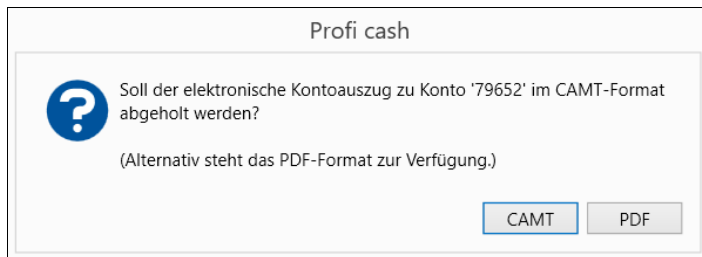 Profi cash
Soll der elektronische Kontoauszug zu Konto '79652' im CAMT-Format
abgeholt werden?
(Alternativ steht das PDF-Format zur Verfügung.)
CAMT PDF